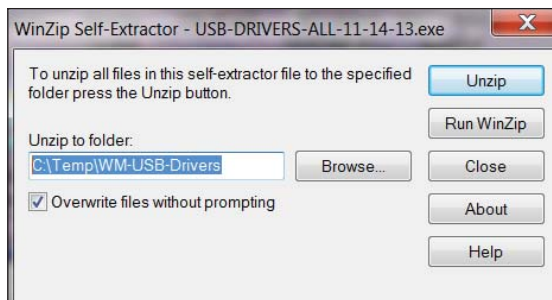 WinZip Self-Extractor - USB-DRIVERS-ALL-11-14-13.exe
To unzip all files in this self-extractor file to the specified
folder press the Unzip button.
Unzip to folder:
C:\Temp\WM-USB-Drivers
Browse...
Overwrite files without prompting
Unzip
Run WinZip
Close
About
Help